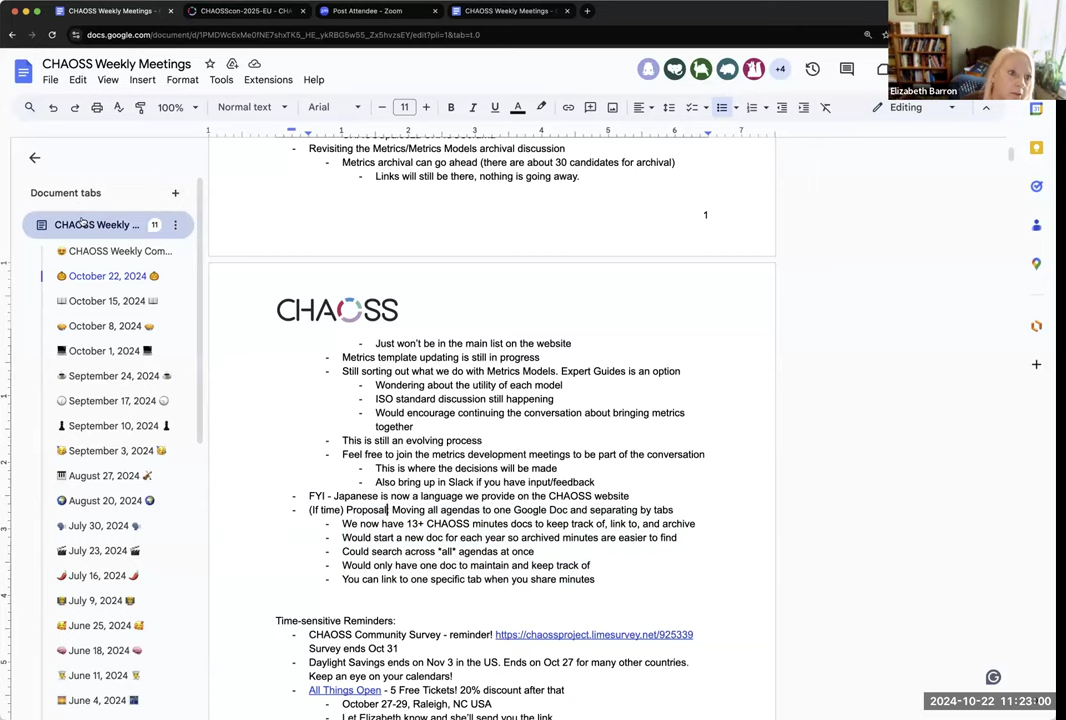 CHAOSS Weekly Meetings -
CHAOSScon-2025-EU - CHA
Post Attendee - Zoom
CHAOSS Weekly Meetings - G
CHAOSS Weekly Meetings
File Edit View Insert Format Tools Extensions Help
+4
100% Normal text Arial 11 Editing
Elizabeth Barron
1 1 2 3 4 5 6 7
Document tabs
CHAOSS Weekly ... 11
CHAOSS Weekly Com...
October 22, 2024
October 15, 2024
October 8, 2024
October 1, 2024
September 24, 2024
September 17, 2024
September 10, 2024
September 3, 2024
August 27, 2024
August 20, 2024
July 30, 2024
July 23, 2024
July 16, 2024
July 9, 2024
June 25, 2024
June 18, 2024
June 11, 2024
June 4, 2024
- Revisiting the Metrics/Metrics Models archival discussion
- Metrics archival can go ahead (there are about 30 candidates for archival)
- Links will still be there, nothing is going away.
1
CHAOSS
- Just won't be in the main list on the website
- Metrics template updating is still in progress
- Still sorting out what we do with Metrics Models. Expert Guides is an option
- Wondering about the utility of each model
- ISO standard discussion still happening
- Would encourage continuing the conversation about bringing metrics
together
- This is still an evolving process
- Feel free to join the metrics development meetings to be part of the conversation
- This is where the decisions will be made
- Also bring up in Slack if you have input/feedback
- FYI - Japanese is now a language we provide on the CHAOSS website
- (If time) Proposal: Moving all agendas to one Google Doc and separating by tabs
- We now have 13+ CHAOSS minutes docs to keep track of, link to, and archive
- Would start a new doc for each year so archived minutes are easier to find
- Could search across *all* agendas at once
- Would only have one doc to maintain and keep track of
- You can link to one specific tab when you share minutes
Time-sensitive Reminders:
- CHAOSS Community Survey - reminder! https://chaossproject.limesurvey.net/925339
Survey ends Oct 31
- Daylight Savings ends on Nov 3 in the US. Ends on Oct 27 for many other countries.
Keep an eye on your calendars!
- All Things Open - 5 Free Tickets! 20% discount after that
- October 27-29, Raleigh, NC USA
- Let Elizabeth know and she'll send you the link
2024-10-22 11:23:00